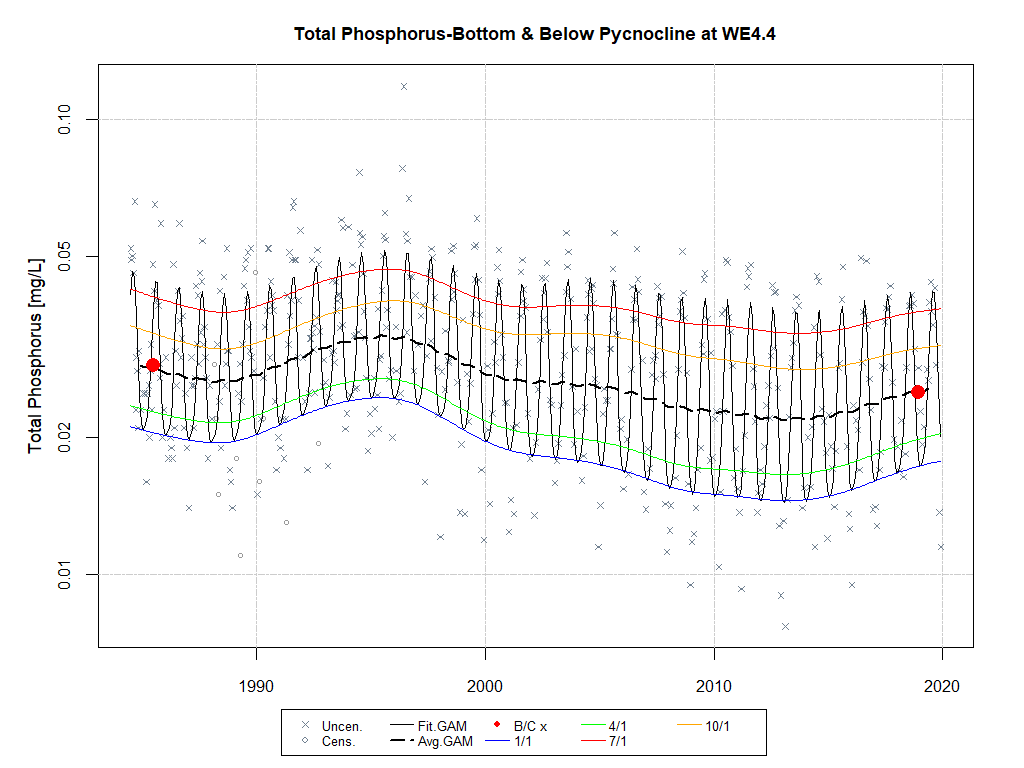 Total Phosphorus-Bottom & Below Pycnocline at WE4.4
Total Phosphorus [mg/L]
0.10
0.05
0.02
0.01
1990 2000 2010 2020
Uncen. Fit.GAM B/C x 4/1 10/1
Cens. Avg.GAM 1/1 7/1